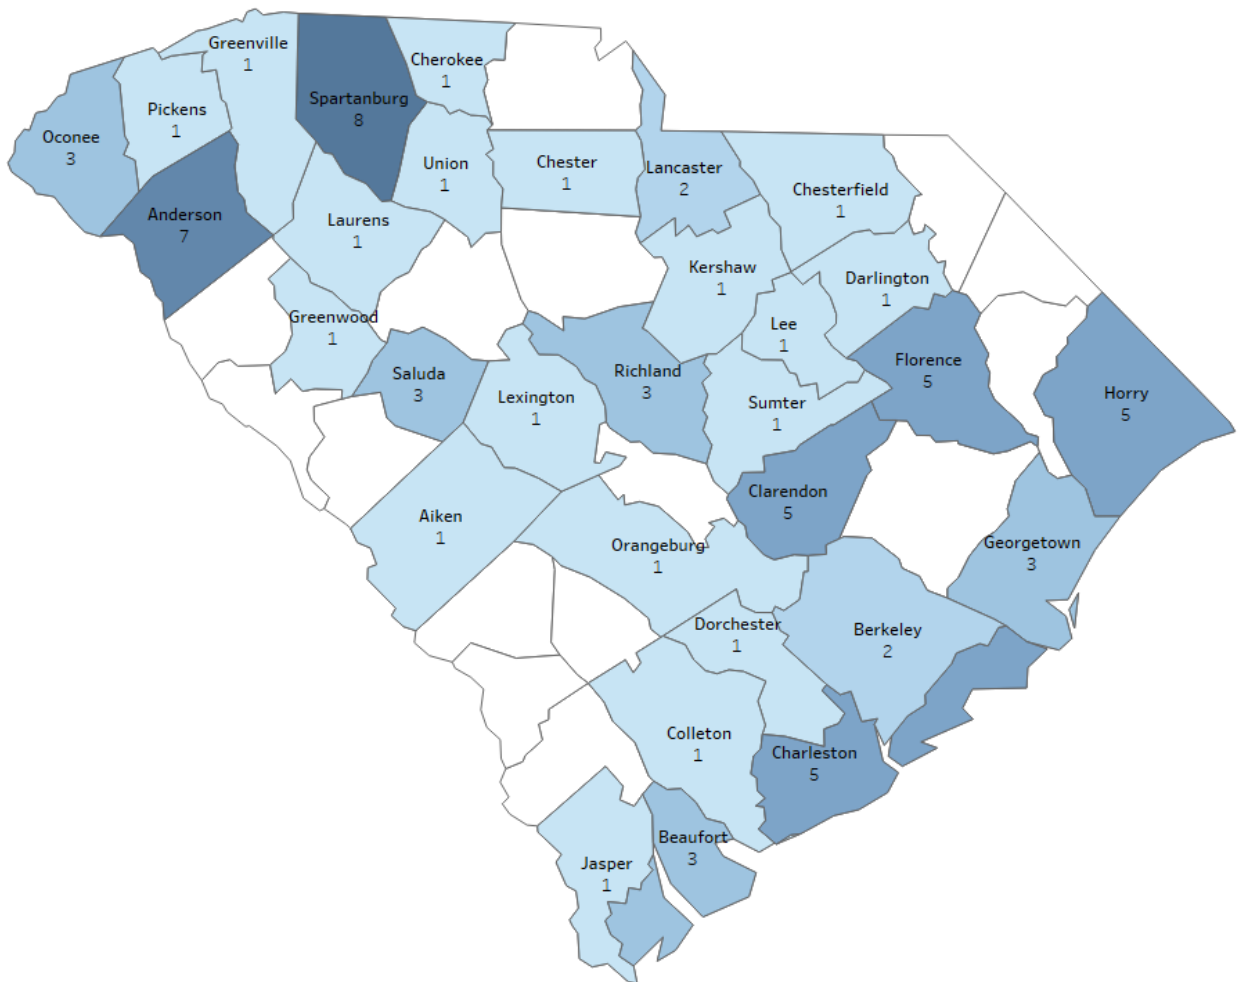 Greenville
1
Cherokee
1
Spartanburg
8
Pickens
1
Oconee
3
Union
1
Chester
1
Lancaster
2
Chesterfield
1
Anderson
7
Laurens
1
Kershaw
1
Darlington
1
Greenwood
1
Lee
1
Saluda
3
Richland
3
Florence
5
Lexington
1
Sumter
1
Horry
5
Clarendon
5
Aiken
1
Orangeburg
1
Georgetown
3
Dorchester
1
Berkeley
2
Colleton
1
Charleston
5
Beaufort
3
Jasper
1